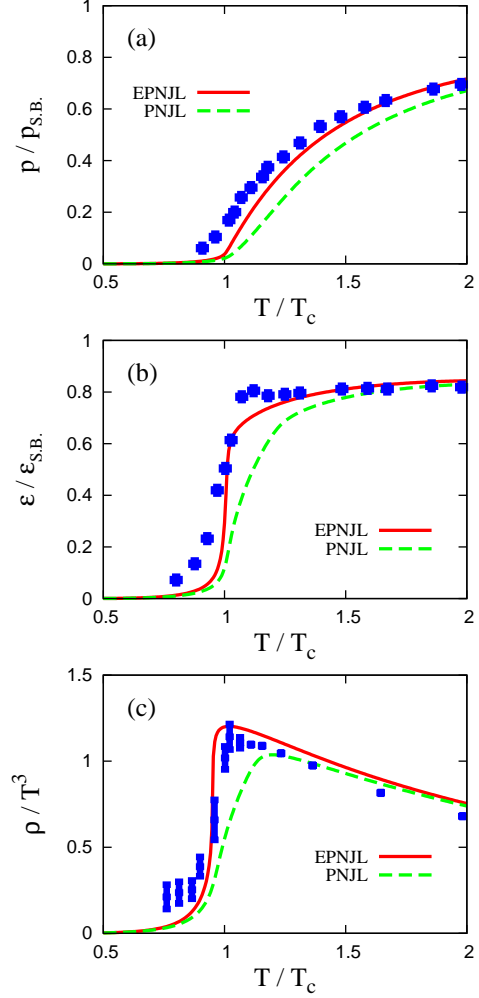 (a)
EPNJL
PNJL
p / p_S.B.
1
0.8
0.6
0.4
0.2
0
0.5
1
1.5
2
T / T_c
(b)
EPNJL
PNJL
ε / ε_S.B.
1
0.8
0.6
0.4
0.2
0
0.5
1
1.5
2
T / T_c
(c)
EPNJL
PNJL
ρ / T^3
1.5
1
0.5
0
0.5
1
1.5
2
T / T_c